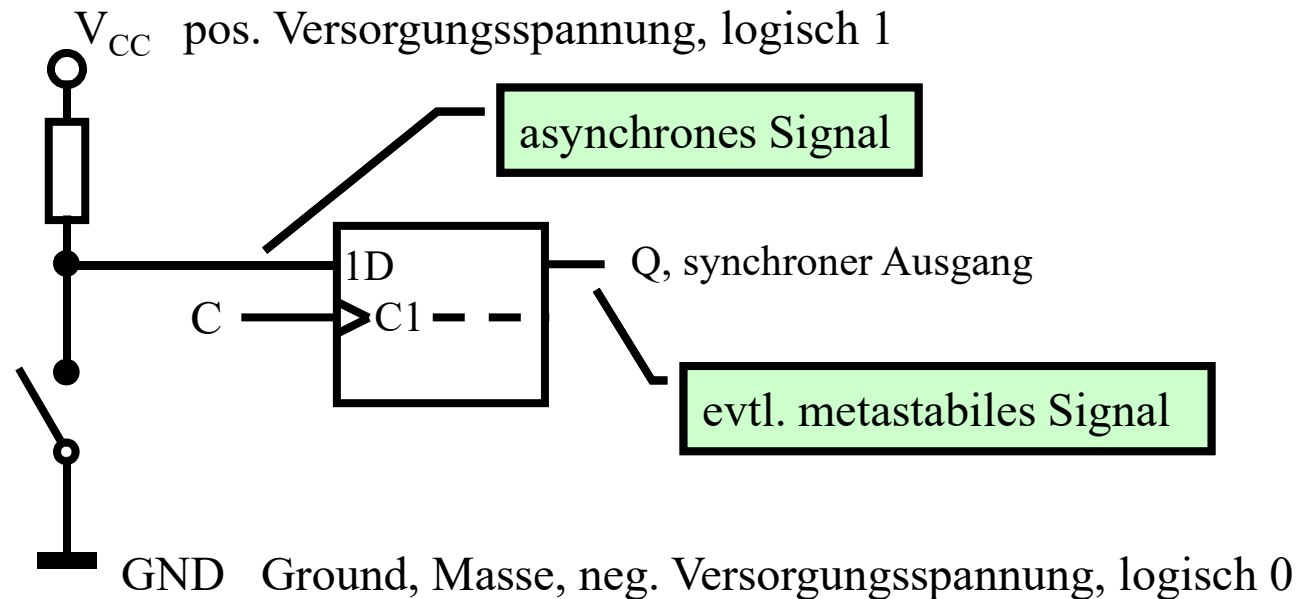 VCC pos. Versorgungsspannung, logisch 1
asynchrones Signal
1D
Q, synchroner Ausgang
C
C1
evtl. metastabiles Signal
GND Ground, Masse, neg. Versorgungsspannung, logisch 0